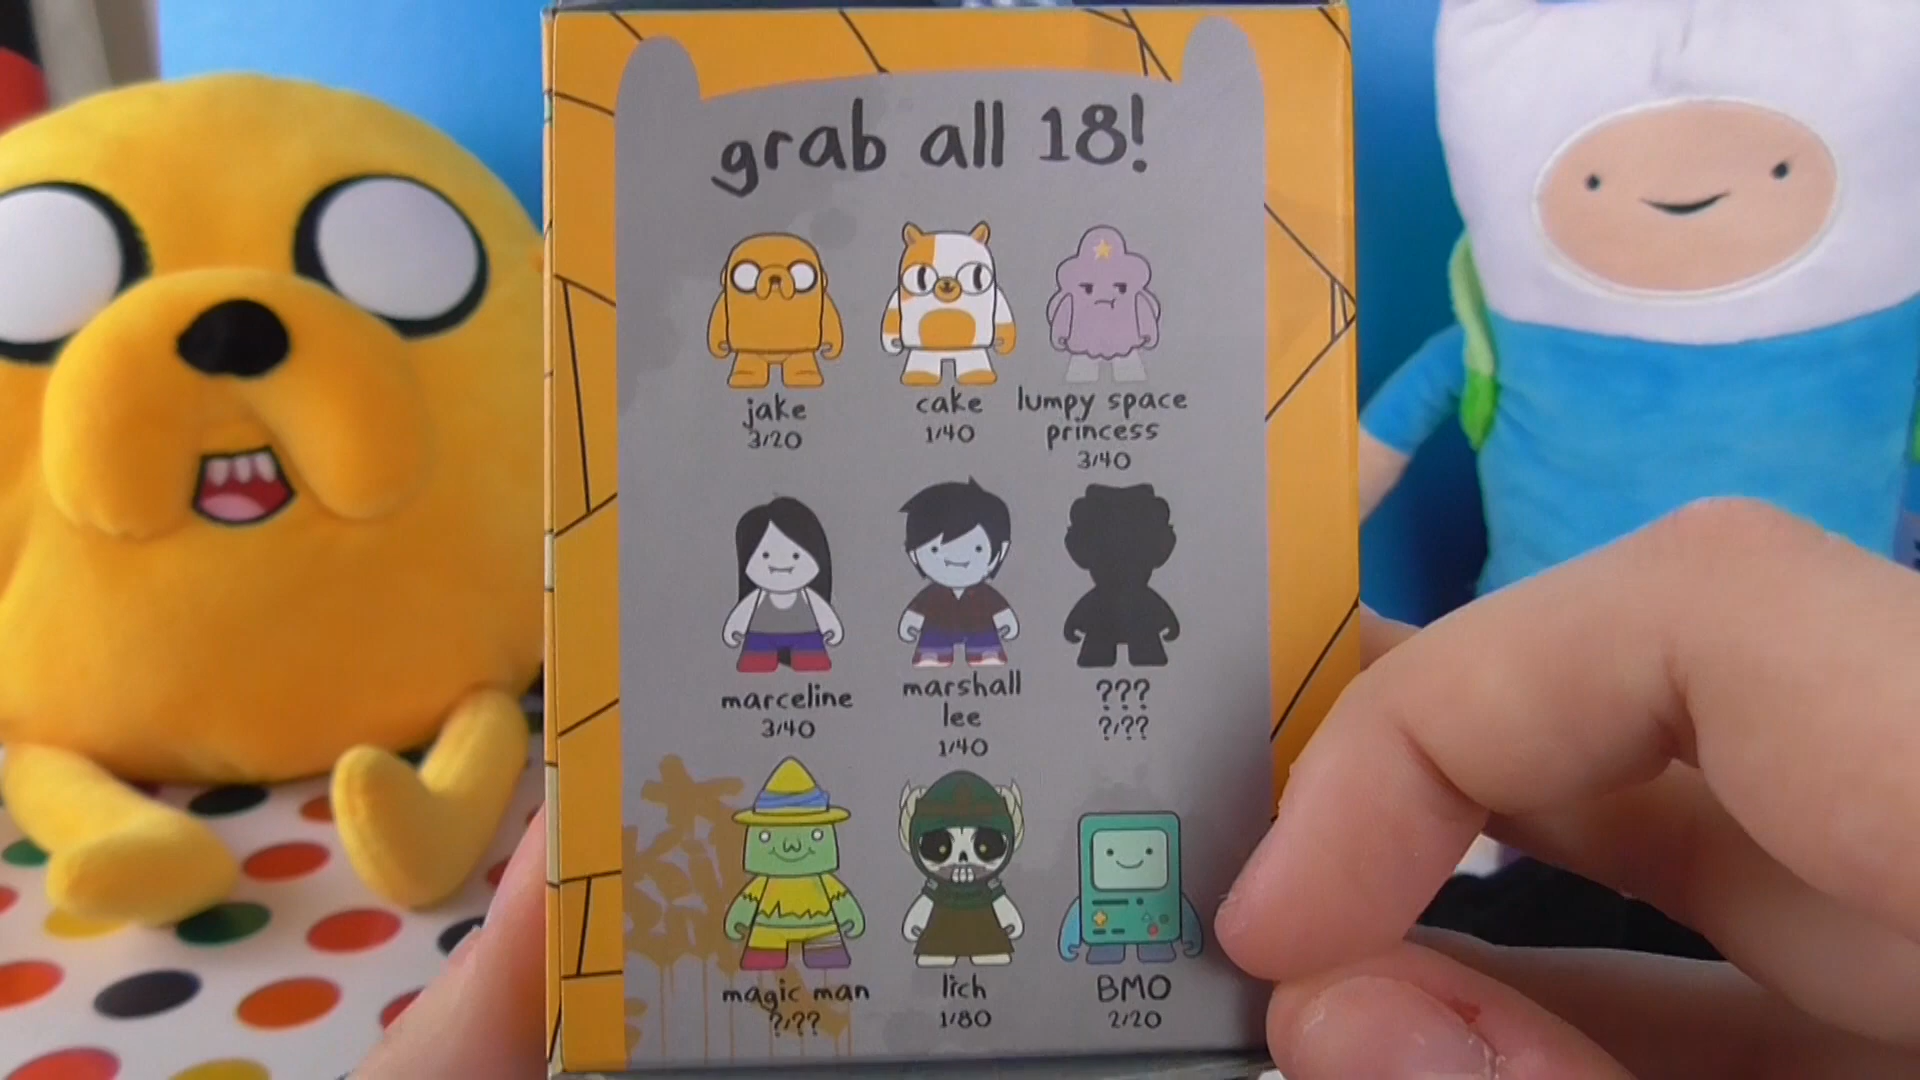 grab all 18!
jake
3/20
cake
1/40
lumpy space
princess
3/40
marceline
3/40
marshall
lee
1/40
???
?/??
magic man
?/??
lich
1/80
BMO
2/20